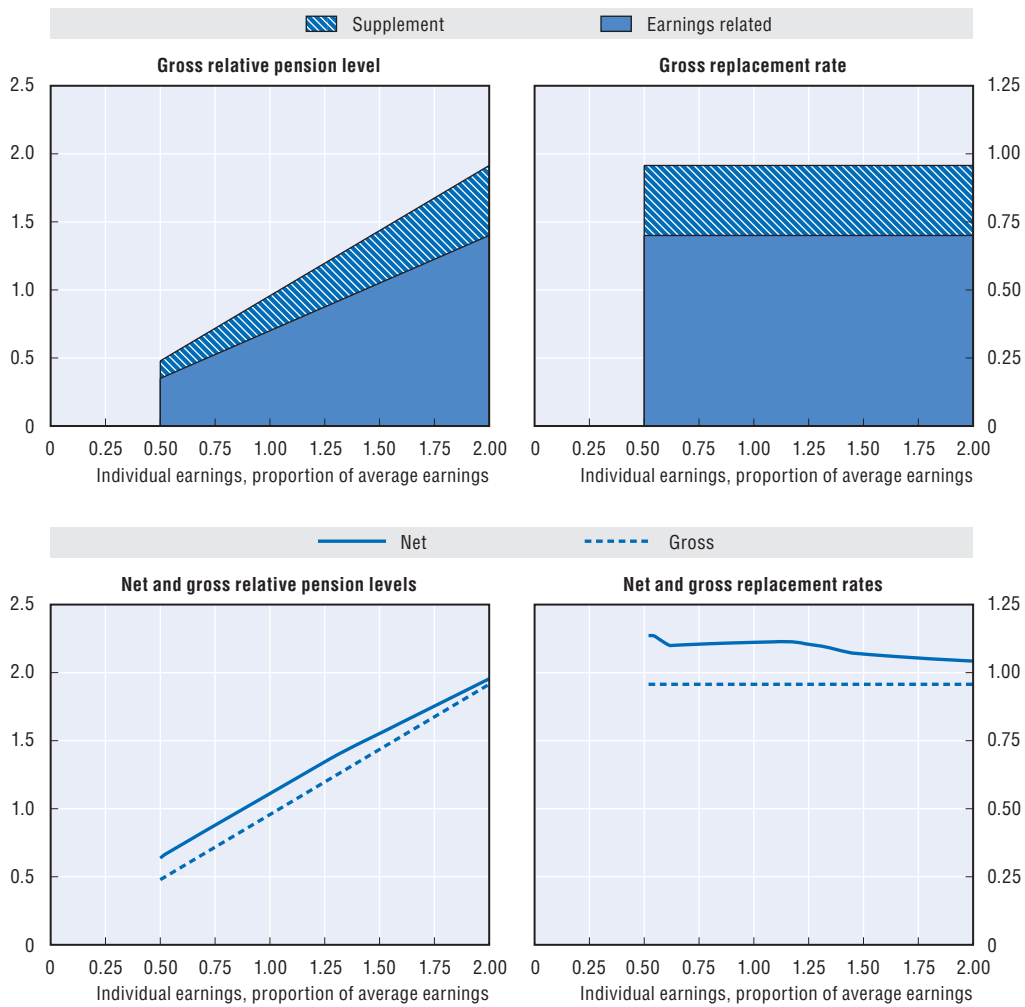 Supplement Earnings related
Gross relative pension level
Gross replacement rate
2.5 1.25
2.0 1.00
1.5 0.75
1.0 0.50
0.5 0.25
0 0
0 0.25 0.50 0.75 1.00 1.25 1.50 1.75 2.00 0 0.25 0.50 0.75 1.00 1.25 1.50 1.75 2.00
Individual earnings, proportion of average earnings Individual earnings, proportion of average earnings
Net Gross
Net and gross relative pension levels
Net and gross replacement rates
2.5 1.25
2.0 1.00
1.5 0.75
1.0 0.50
0.5 0.25
0 0
0 0.25 0.50 0.75 1.00 1.25 1.50 1.75 2.00 0 0.25 0.50 0.75 1.00 1.25 1.50 1.75 2.00
Individual earnings, proportion of average earnings Individual earnings, proportion of average earnings